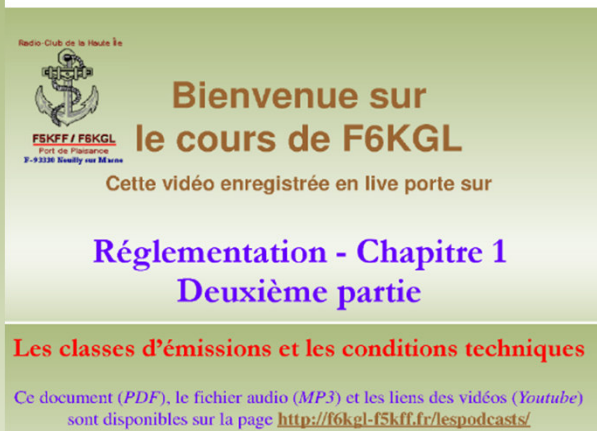 Radio-Club de la Haute Île
F5KFF / F6KGL
Port de Plaisance
F-93330 Neuilly sur Marne
Bienvenue sur
le cours de F6KGL
Cette vidéo enregistrée en live porte sur
Réglementation - Chapitre 1
Deuxième partie
Les classes d'émissions et les conditions techniques
Ce document (PDF), le fichier audio (MP3) et les liens des vidéos (Youtube)
sont disponibles sur la page http://f6kgl-f5kff.fr/lespodcasts/